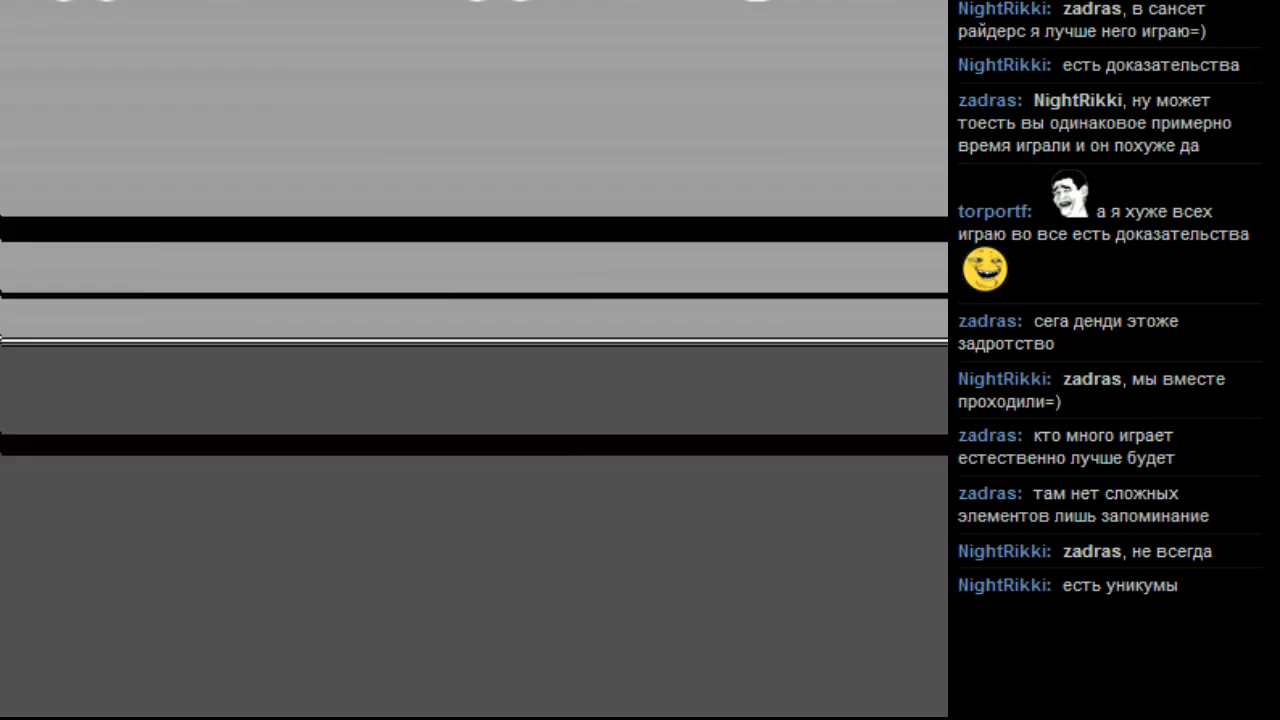 NightRikki: zadras, в сансет
райдерс я лучше него играю=)
NightRikki: есть доказательства
zadras: NightRikki, ну может
тоесть вы одинаковое примерно
время играли и он похуже да
torportf: а я хуже всех
играю во все есть доказательства
zadras: сега денди этоже
задротство
NightRikki: zadras, мы вместе
проходили=)
zadras: кто много играет
естественно лучше будет
zadras: там нет сложных
элементов лишь запоминание
NightRikki: zadras, не всегда
NightRikki: есть уникумы